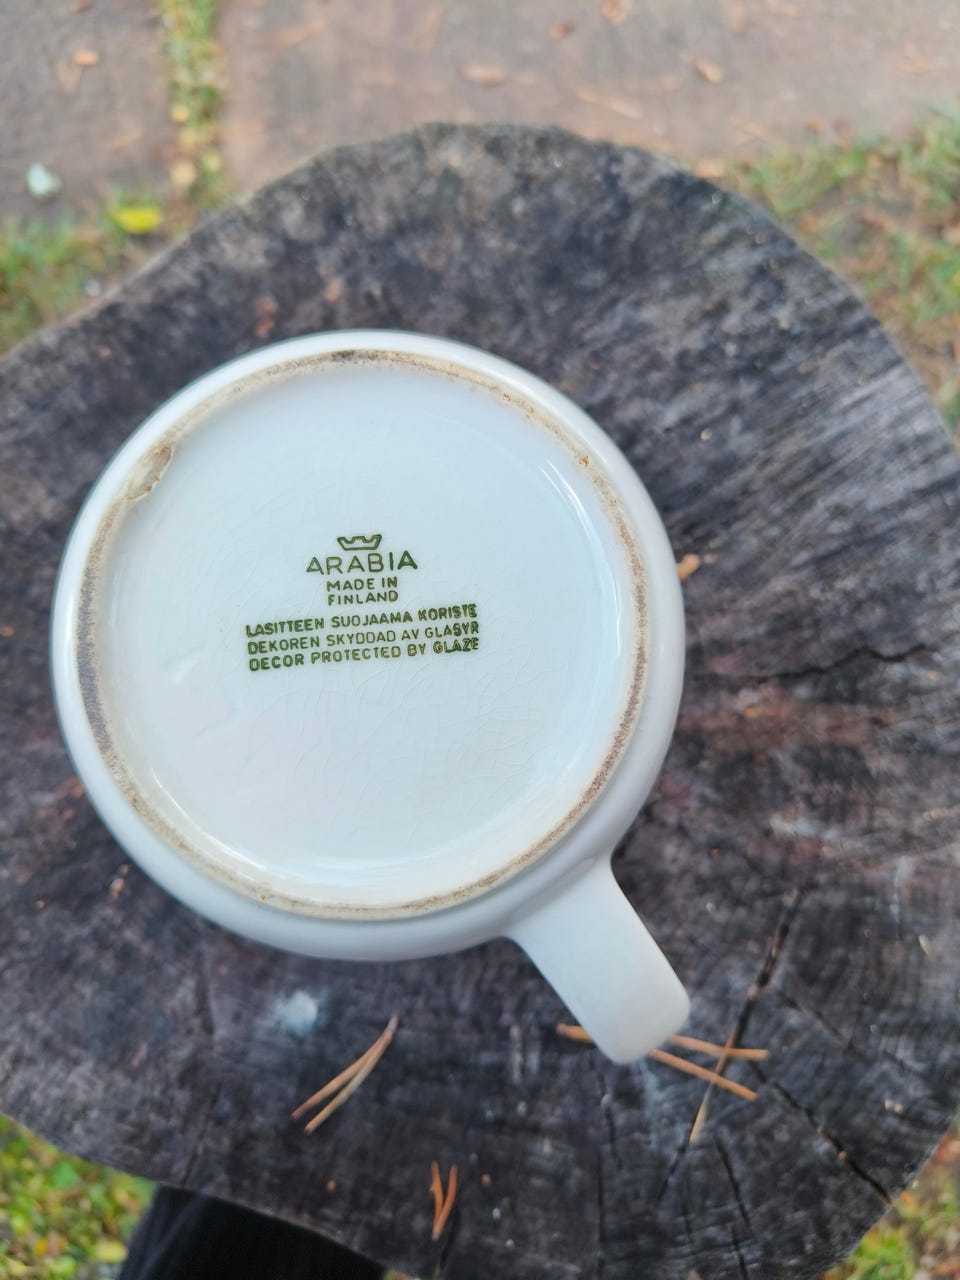 ARABIA
MADE IN
FINLAND
LASITTEEN SUOJAAMA KORISTE
DEKOREN SKYDDAD AV GLASYR
DECOR PROTECTED BY GLAZE